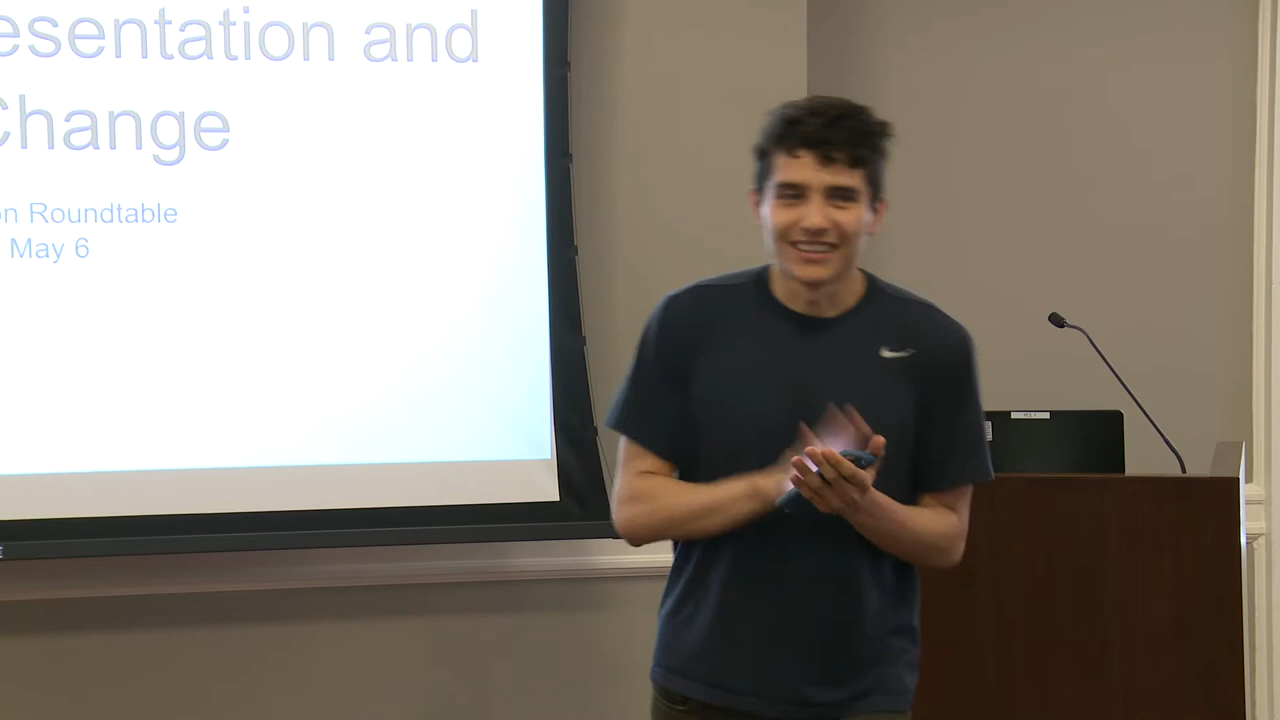 esentation and
Change
on Roundtable
May 6